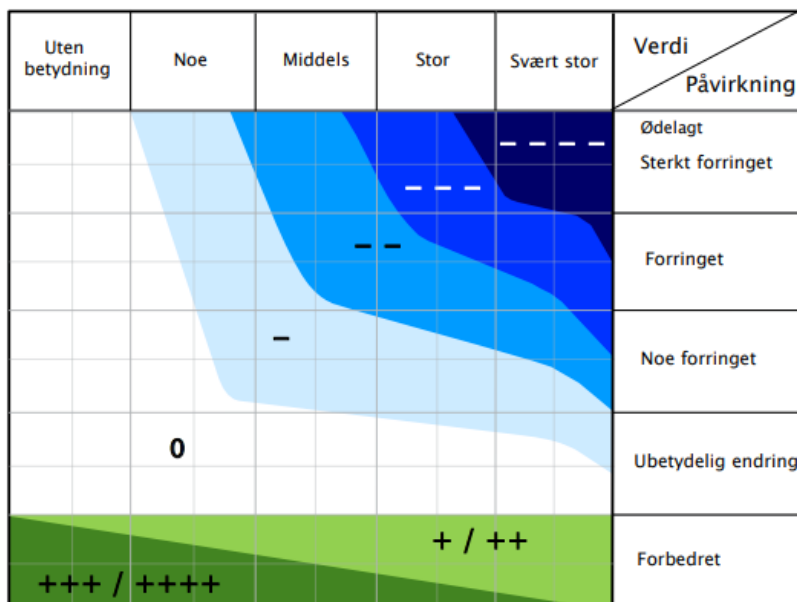 Uten
betydning
Noe
Middels
Stor
Svært stor
Verdi
Påvirkning
Ødelagt
– – – –
Sterkt forringet
– – –
– –
Forringet
–
Noe forringet
0
Ubetydelig endring
+ / ++
Forbedret
+++ / ++++